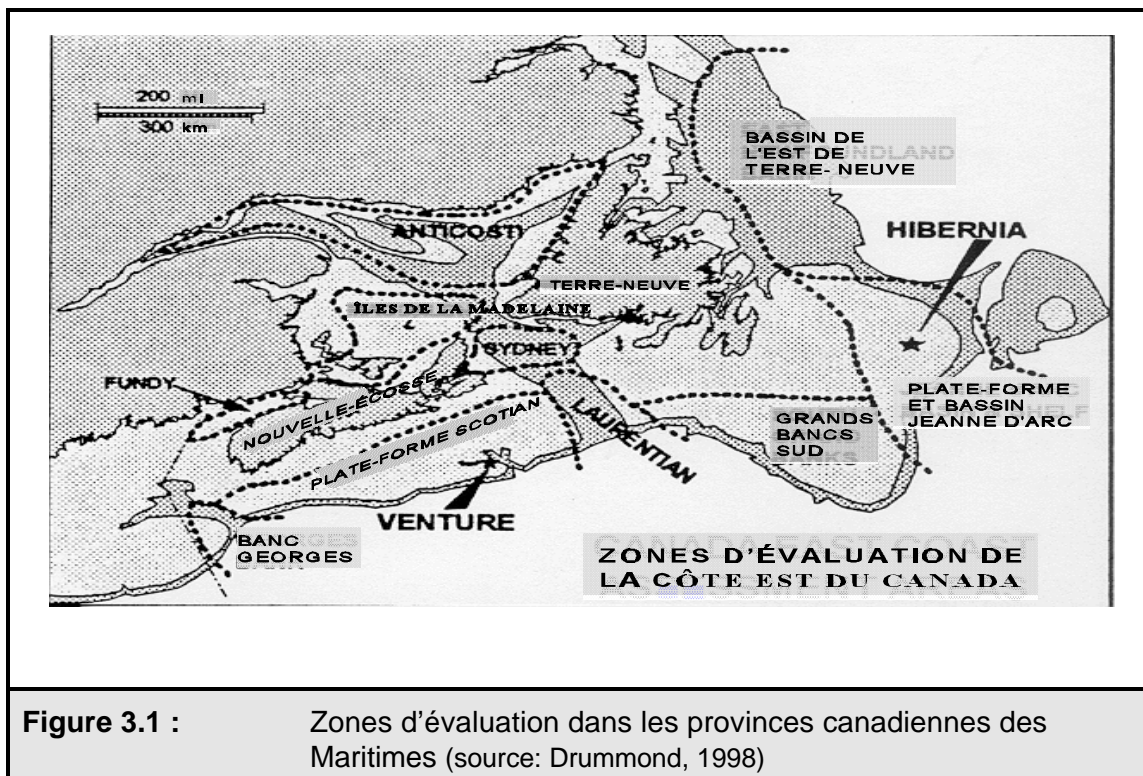 200 mi
300 km
BASSIN DE
L'EST DE
TERRE- NEUVE
HIBERNIA
ANTICOSTI
TERRE-NEUVE
ÎLES DE LA MADELAINE
SYDNEY
FUNDY
NOUVELLE-ÉCOSSE
PLATE-FORME SCOTIAN
LAURENTIAN
GRANDS
BANCS
SUD
PLATE-FORME
ET BASSIN
JEANNE D'ARC
VENTURE
BANC
GEORGES
ZONES D'ÉVALUATION DE
LA CÔTE EST DU CANADA
Figure 3.1 : Zones d'évaluation dans les provinces canadiennes des
Maritimes (source: Drummond, 1998)